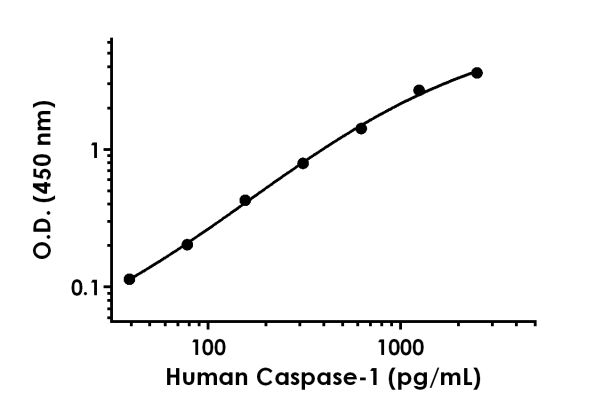 O.D. (450 nm)
1
0.1
100 1000
Human Caspase-1 (pg/mL)